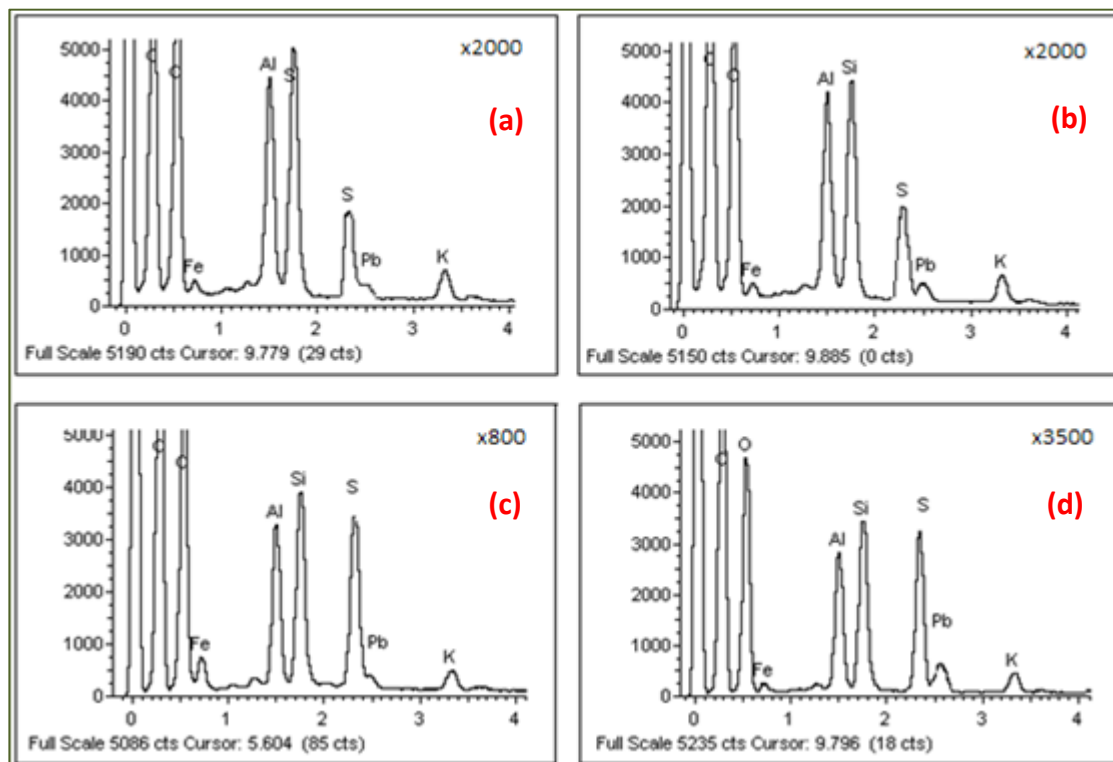 x2000
(a)
5000
4000
3000
2000
1000
0
C O Fe Al S S Pb K
0 1 2 3 4
Full Scale 5190 cts Cursor: 9.779 (29 cts)
x2000
(b)
5000
4000
3000
2000
1000
0
C O Fe Al Si S Pb K
0 1 2 3 4
Full Scale 5150 cts Cursor: 9.885 (0 cts)
x800
(c)
5000
4000
3000
2000
1000
0
C O Fe Al Si S Pb K
0 1 2 3 4
Full Scale 5086 cts Cursor: 5.604 (85 cts)
x3500
(d)
5000
4000
3000
2000
1000
0
C O Fe Al Si S Pb K
0 1 2 3 4
Full Scale 5235 cts Cursor: 9.796 (18 cts)